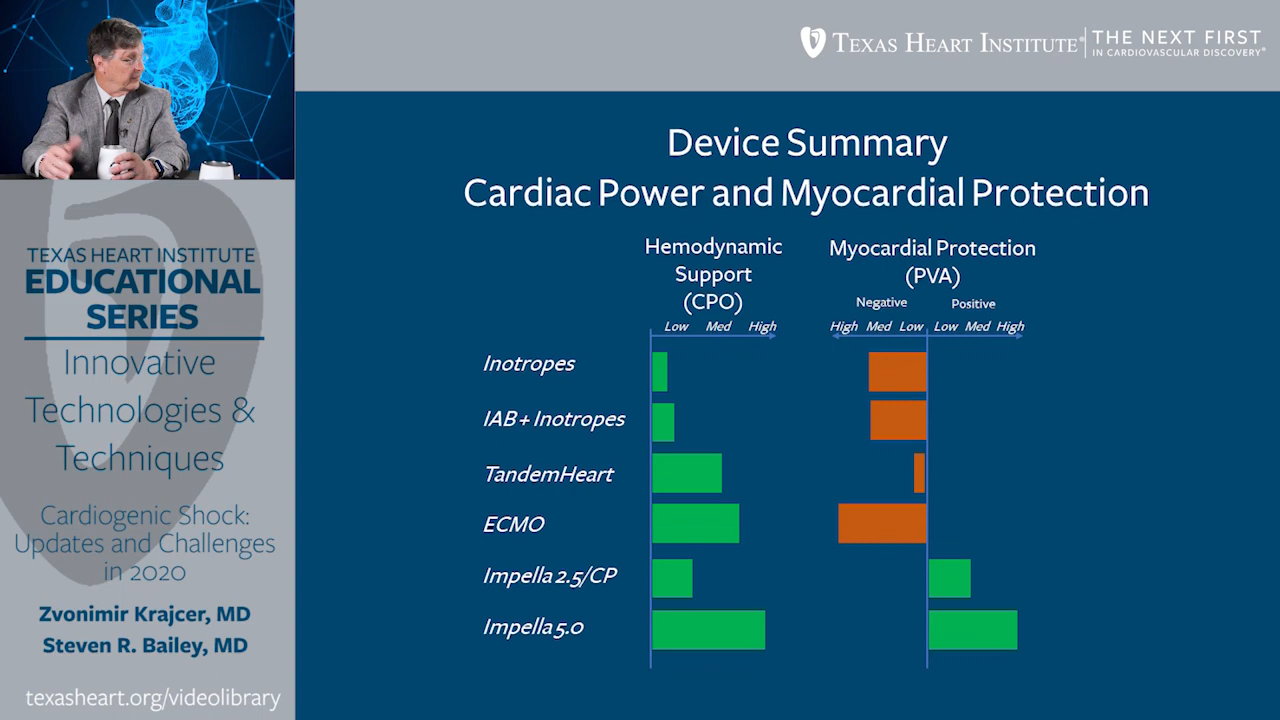 TEXAS HEART INSTITUTE®
THE NEXT FIRST
IN CARDIOVASCULAR DISCOVERY®
TEXAS HEART INSTITUTE
EDUCATIONAL
SERIES
Innovative
Technologies &
Techniques
Cardiogenic Shock:
Updates and Challenges
in 2020
Zvonimir Krajcer, MD
Steven R. Bailey, MD
texasheart.org/videolibrary
Device Summary
Cardiac Power and Myocardial Protection
Hemodynamic
Support
(CPO)
Low Med High
Myocardial Protection
(PVA)
Negative Positive
High Med Low Low Med High
Inotropes
IAB + Inotropes
TandemHeart
ECMO
Impella 2.5/CP
Impella 5.0